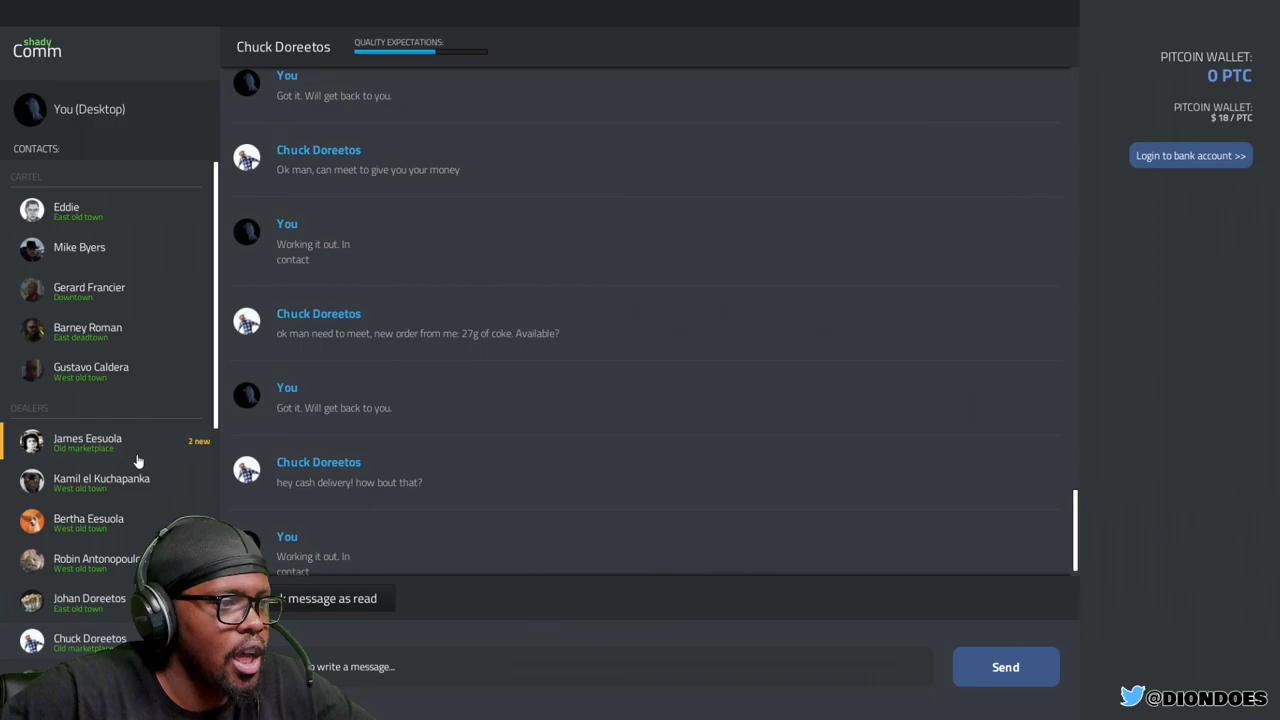 shady
Comm
You (Desktop)
CONTACTS:
CARTEL
Eddie
East old town
Mike Byers
Gerard Francier
Downtown
Barney Roman
East deadtown
Gustavo Caldera
West old town
DEALERS
James Eesuola
Old marketplace
2 new
Kamil el Kuchapanka
West old town
Bertha Eesuola
West old town
Robin
West old town
Johan Doreetos
East old town
Chuck Doreetos
Old marketplace
Chuck Doreetos
QUALITY EXPECTATIONS:
You
Got it. Will get back to you.
Chuck Doreetos
Ok man, can meet to give you your money
You
Working it out. In
contact
Chuck Doreetos
ok man need to meet, new order from me: 27g of coke. Available?
You
Got it. Will get back to you.
Chuck Doreetos
hey cash delivery! how bout that?
You
Working it out. In
contact
message as read
o write a message...
Send
PITCOIN WALLET:
0 PTC
PITCOIN WALLET:
$ 18 / PTC
Login to bank account >>
@DIONDOES